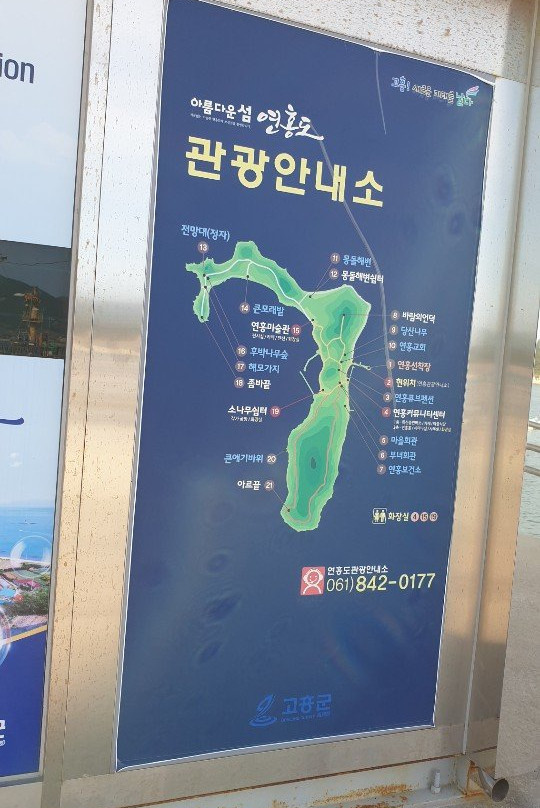 ion
고흥! 새로운 미래를 날다
아름다운 섬 연홍도
관광안내소
전망대(정자)
13
11 몽돌해변
12 몽돌해변쉼터
14 큰모래밭
연홍미술관 15
8 바람의언덕
9 당산나무
10 연홍교회
1 연홍선착장
2 현위치
3 연홍류브펜션
4 연홍커뮤니티센터
5 마을회관
6 부녀회관
7 연홍보건소
16 후박나무숲
17 해모가지
18 좀바끝
소나무쉼터 19
큰애기바위 20
아르끝 21
화장실 4 15 19
연홍도관광안내소
061) 842-0177
고흥군
군